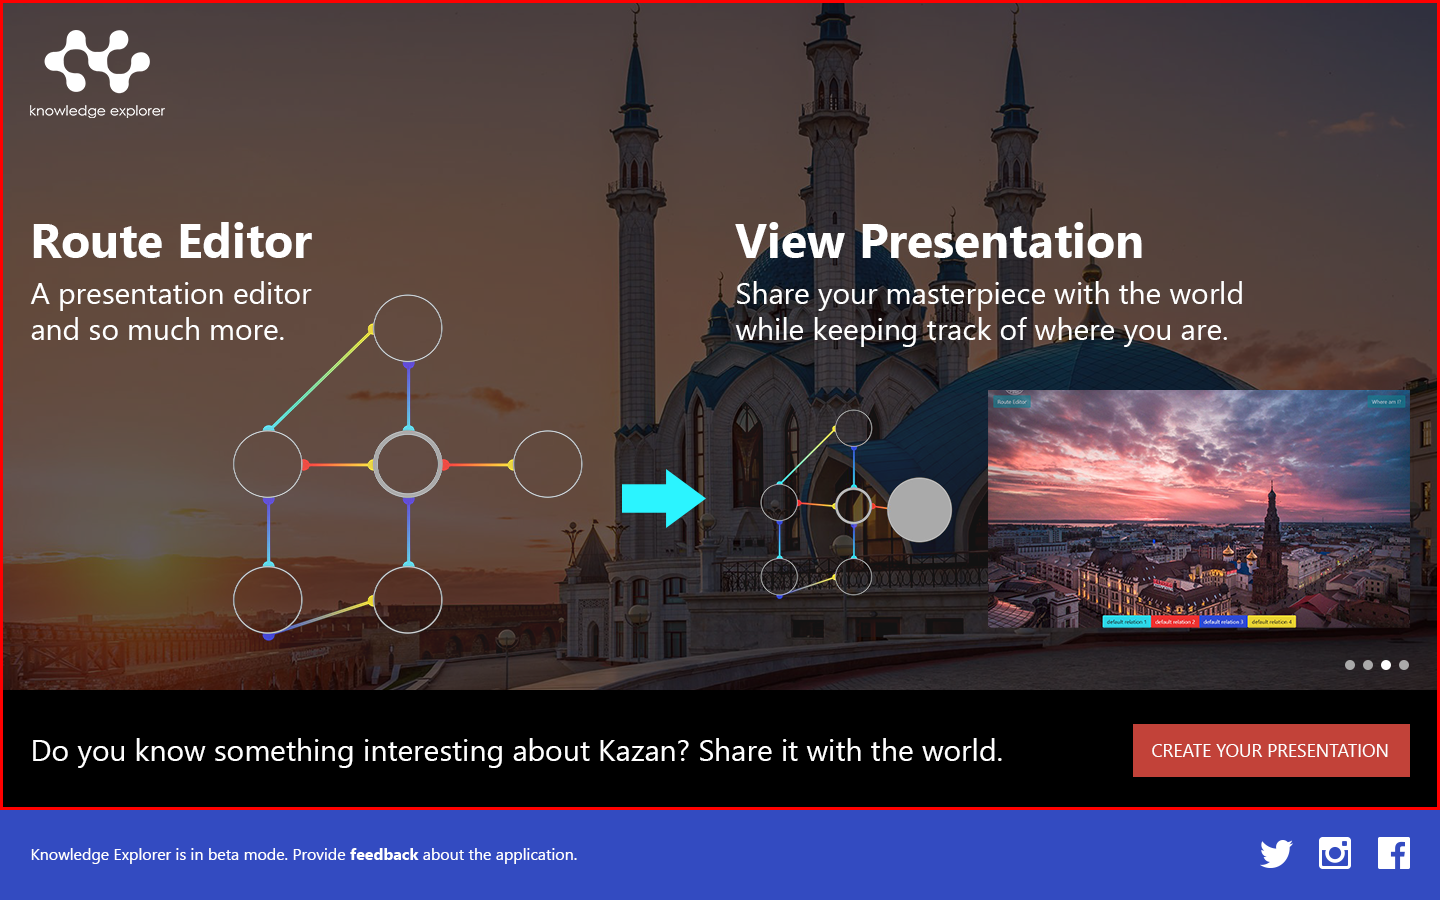 knowledge explorer
Route Editor
A presentation editor
and so much more.
View Presentation
Share your masterpiece with the world
while keeping track of where you are.
Route Editor
Where am I?
default relation 1
default relation 2
default relation 3
default relation 4
Do you know something interesting about Kazan? Share it with the world.
CREATE YOUR PRESENTATION
Knowledge Explorer is in beta mode. Provide feedback about the application.